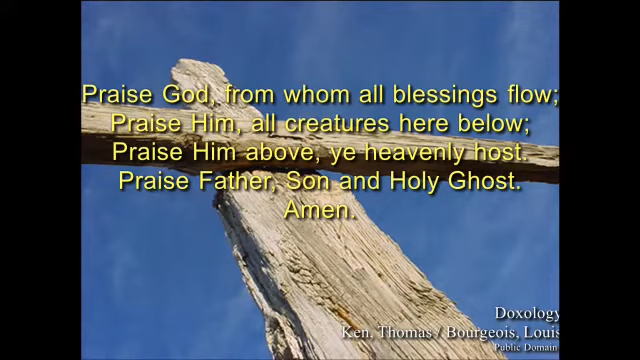 Praise God, from whom all blessings flow;
Praise Him, all creatures here below;
Praise Him above, ye heavenly host.
Praise Father, Son and Holy Ghost.
Amen.
Doxology
Ken, Thomas / Bourgeois, Louis
Public Domain